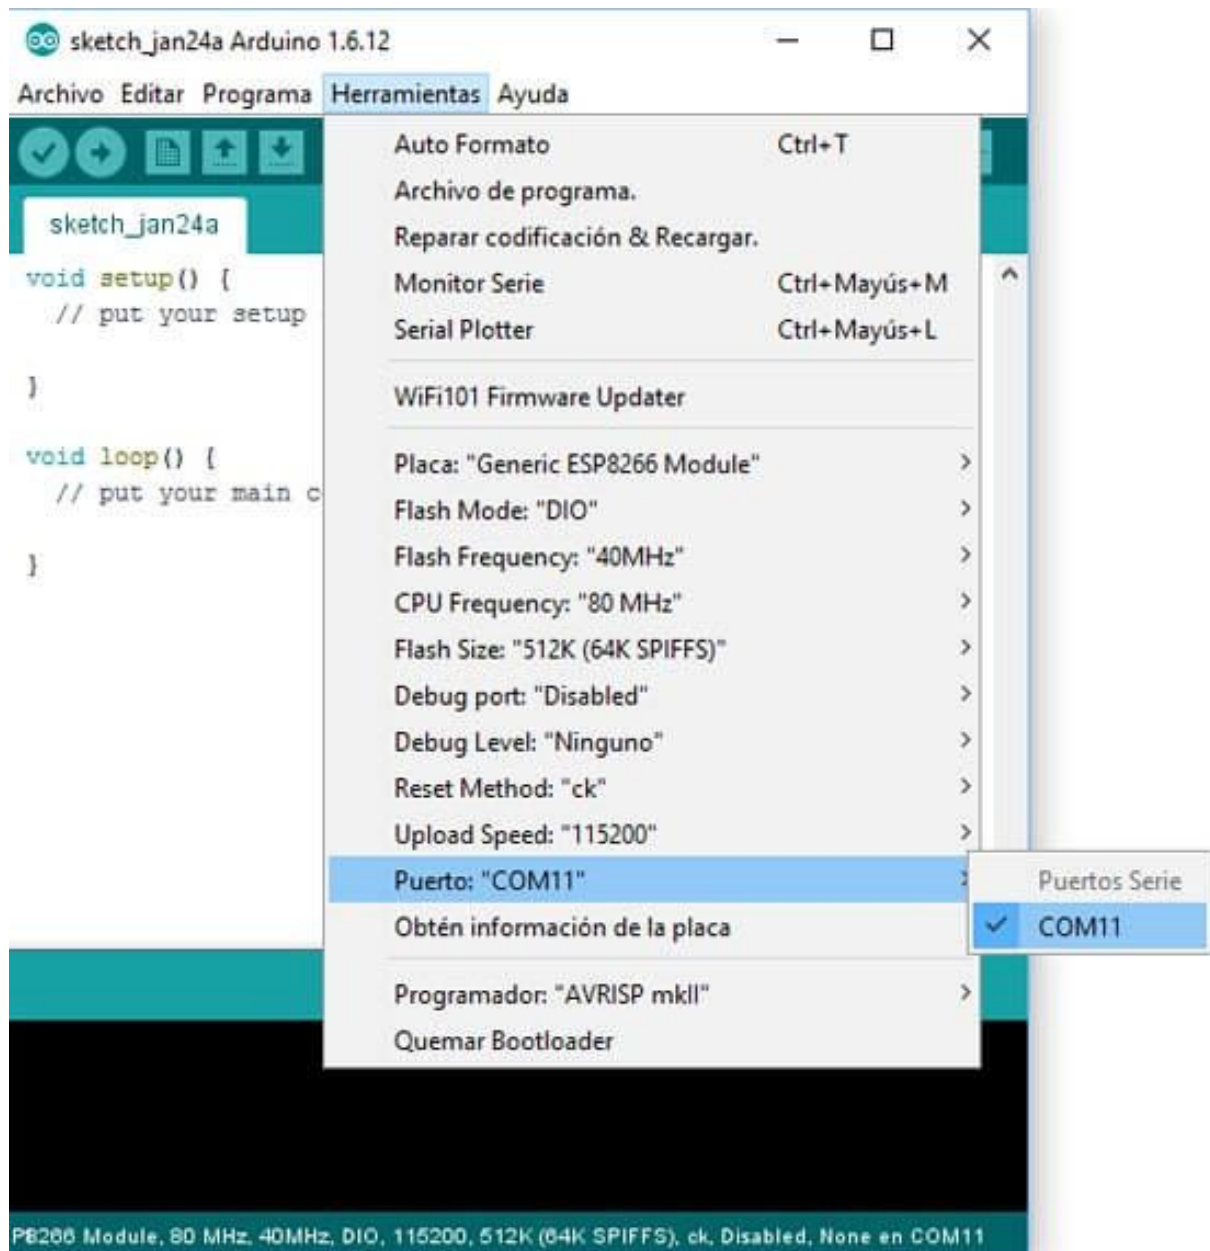 sketch_jan24a Arduino 1.6.12
Archivo Editar Programa Herramientas Ayuda
Auto Formato Ctrl+T
Archivo de programa.
Reparar codificación & Recargar.
Monitor Serie Ctrl+Mayús+M
Serial Plotter Ctrl+Mayús+L
WiFi101 Firmware Updater
Placa: "Generic ESP8266 Module"
Flash Mode: "DIO"
Flash Frequency: "40MHz"
CPU Frequency: "80 MHz"
Flash Size: "512K (64K SPIFFS)"
Debug port: "Disabled"
Debug Level: "Ninguno"
Reset Method: "ck"
Upload Speed: "115200"
Puerto: "COM11"
Obtén información de la placa
Programador: "AVRISP mkII"
Quemar Bootloader
Puertos Serie
COM11
sketch_jan24a
void setup() {
// put your setup
}
void loop() {
// put your main c
}
P8266 Module, 80 MHz, 40MHz, DIO, 115200, 512K (64K SPIFFS), ck, Disabled, None en COM11